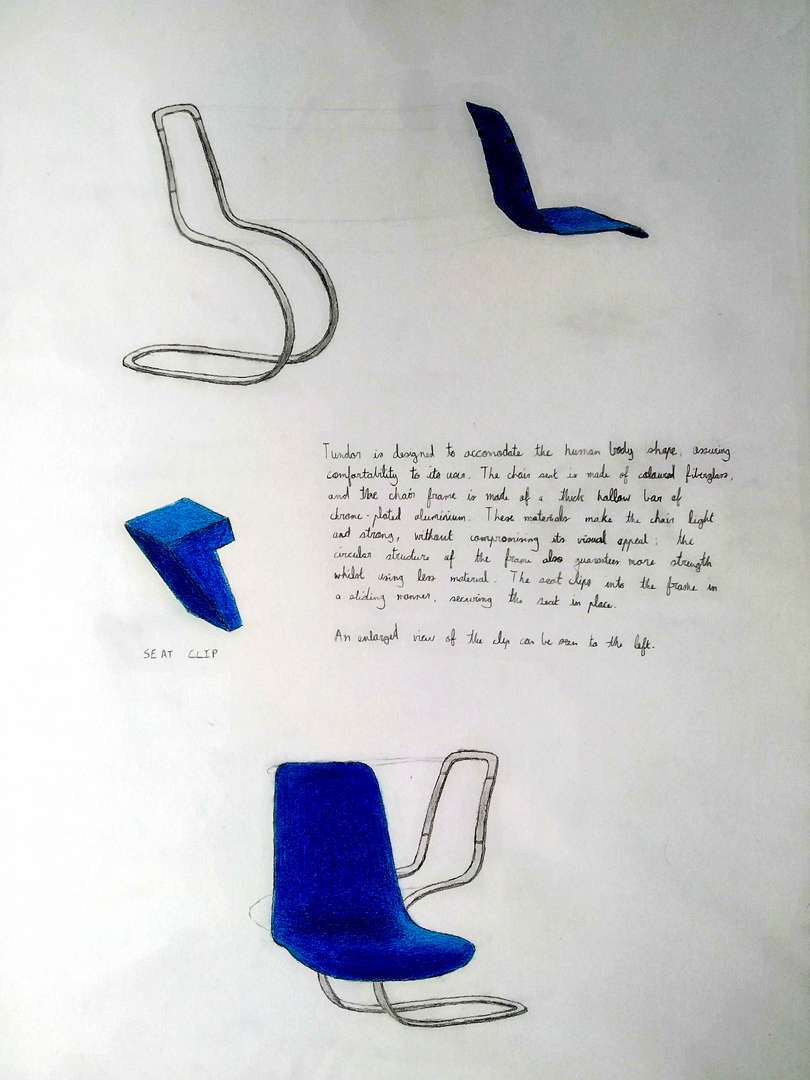 Tundor is designed to accomodate the human body shape, assuring
comfortability to its user. The chair seat is made of coloured fiberglass,
and the chair frame is made of a thick hallow bar of
chrome-plated aluminium. These materials make the chair light
and strong, without compromising its visual appeal; the
circular structure of the frame also guarantees more strength
whilst using less material. The seat clips into the frame in
a sliding manner, securing the seat in place.
An enlarged view of the clip can be seen to the left.
SEAT CLIP